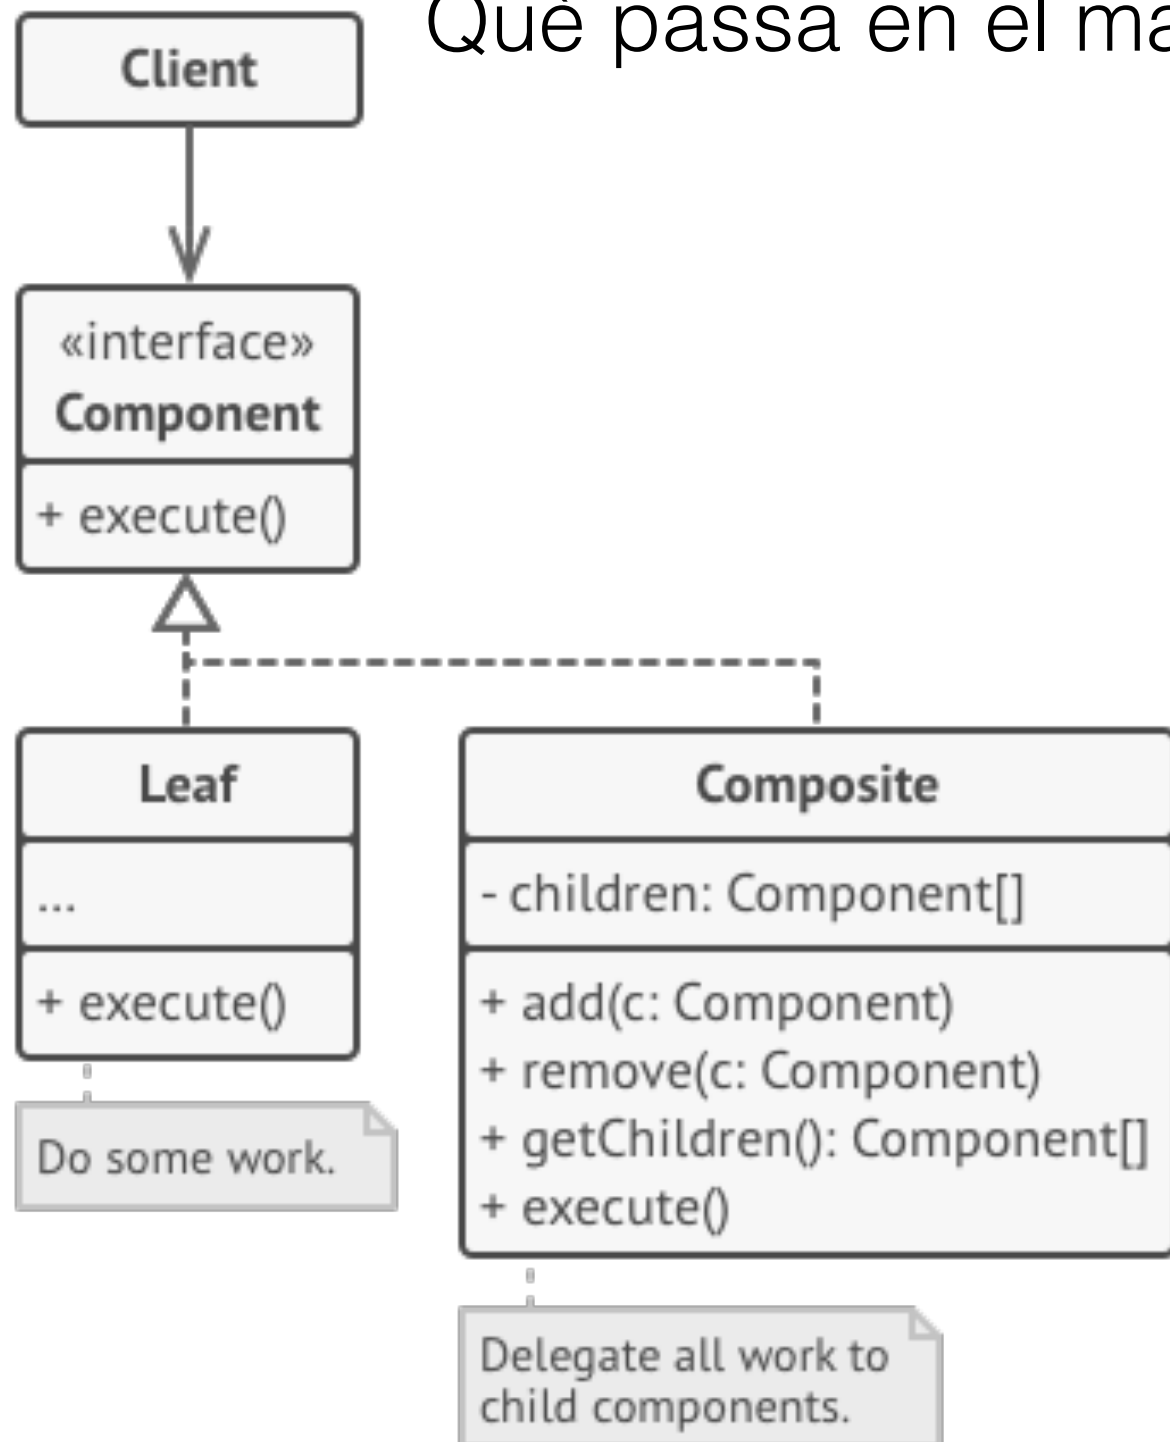 Què passa en el
Client
«interface»
Component
+ execute()
Leaf
...
+ execute()
Do some work.
Composite
- children: Component[]
+ add(c: Component)
+ remove(c: Component)
+ getChildren(): Component[]
+ execute()
Delegate all work to
child components.